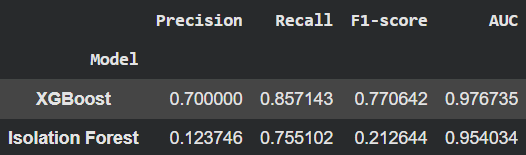 Precision Recall F1-score AUC
Model
XGBoost 0.700000 0.857143 0.770642 0.976735
Isolation Forest 0.123746 0.755102 0.212644 0.954034